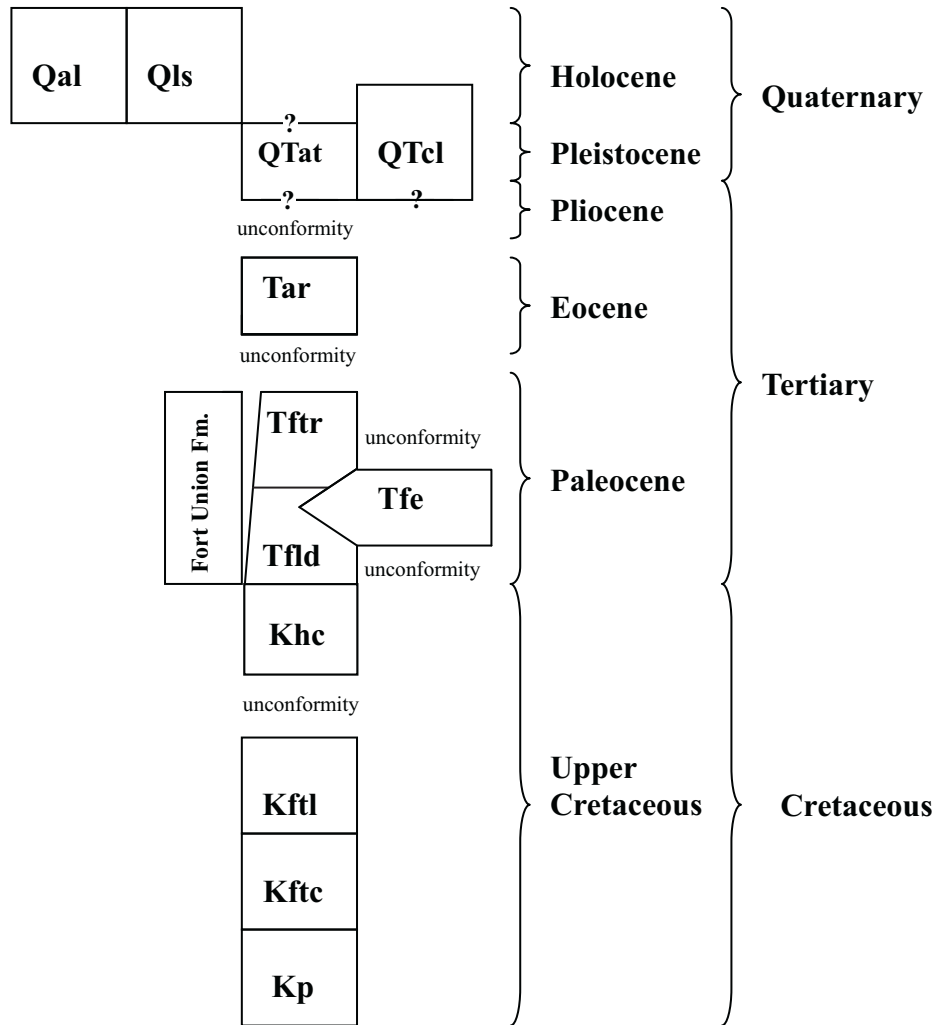 Qal
Qls
Holocene
Quaternary
?
QTat
QTcl
Pleistocene
?
?
Pliocene
unconformity
Tar
Eocene
unconformity
Tertiary
Fort Union Fm.
Tftr
unconformity
Tfe
Paleocene
Tfld
unconformity
Khc
unconformity
Upper
Cretaceous
Cretaceous
Kftl
Kftc
Kp